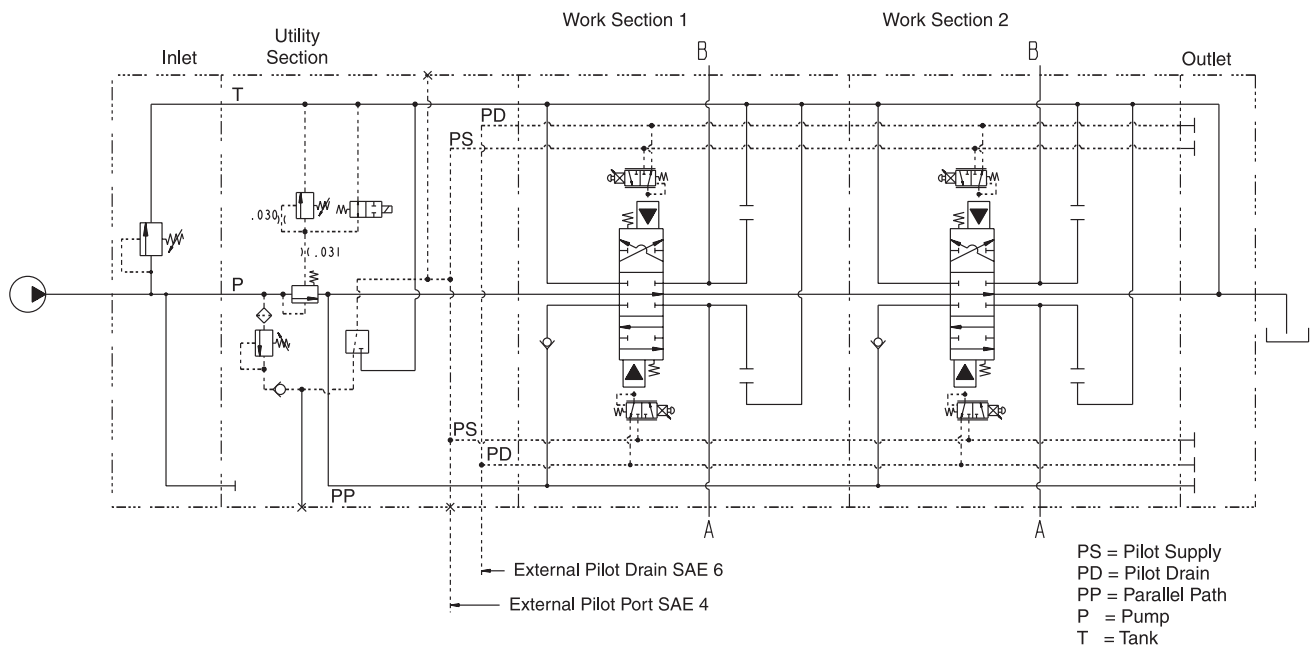 Work Section 1
Work Section 2
Utility
Section
Inlet
Outlet
B
B
T
PD
PS
.030
.031
P
PS
PD
PP
A
A
External Pilot Drain SAE 6
External Pilot Port SAE 4
PS = Pilot Supply
PD = Pilot Drain
PP = Parallel Path
P = Pump
T = Tank